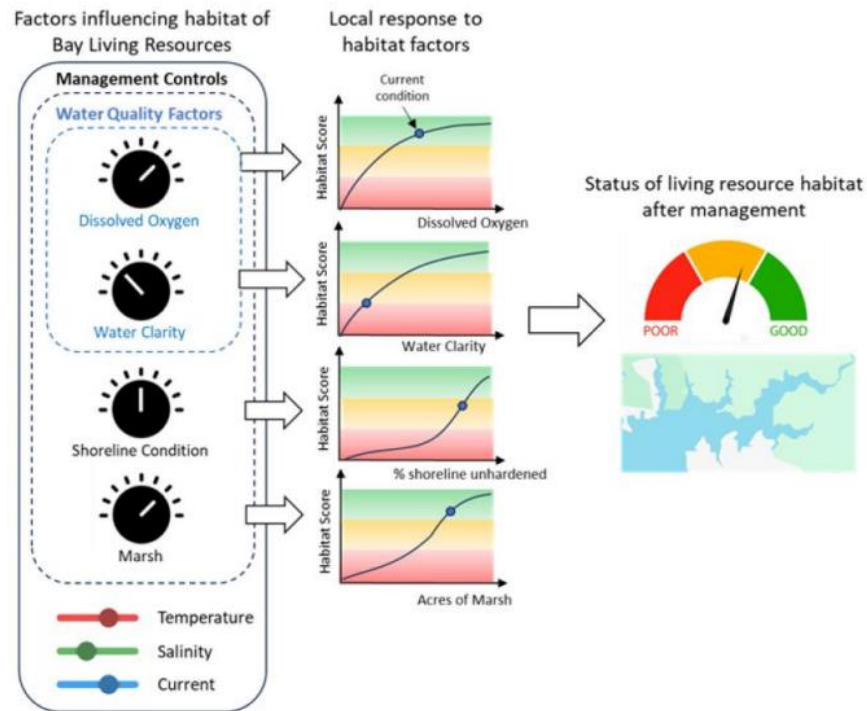 Factors influencing habitat of
Bay Living Resources
Management Controls
Water Quality Factors
Dissolved Oxygen
Water Clarity
Shoreline Condition
Marsh
Temperature
Salinity
Current
Local response to
habitat factors
Current
condition
Habitat Score
Dissolved Oxygen
Habitat Score
Water Clarity
Habitat Score
% shoreline unhardened
Habitat Score
Acres of Marsh
Status of living resource habitat
after management
POOR
GOOD